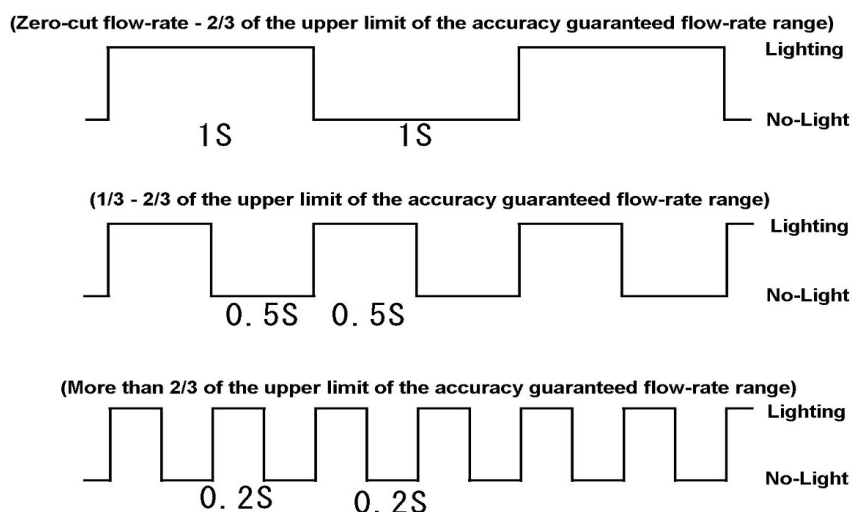 (Zero-cut flow-rate - 2/3 of the upper limit of the accuracy guaranteed flow-rate range)
Lighting
No-Light
1S 1S
(1/3 - 2/3 of the upper limit of the accuracy guaranteed flow-rate range)
Lighting
No-Light
0.5S 0.5S
(More than 2/3 of the upper limit of the accuracy guaranteed flow-rate range)
Lighting
No-Light
0.2S 0.2S